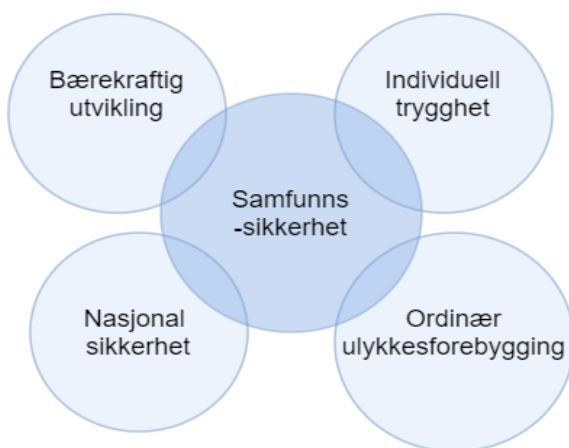 Bærekraftig
utvikling
Individuell
trygghet
Samfunns
-sikkerhet
Nasjonal
sikkerhet
Ordinær
ulykkesforebygging